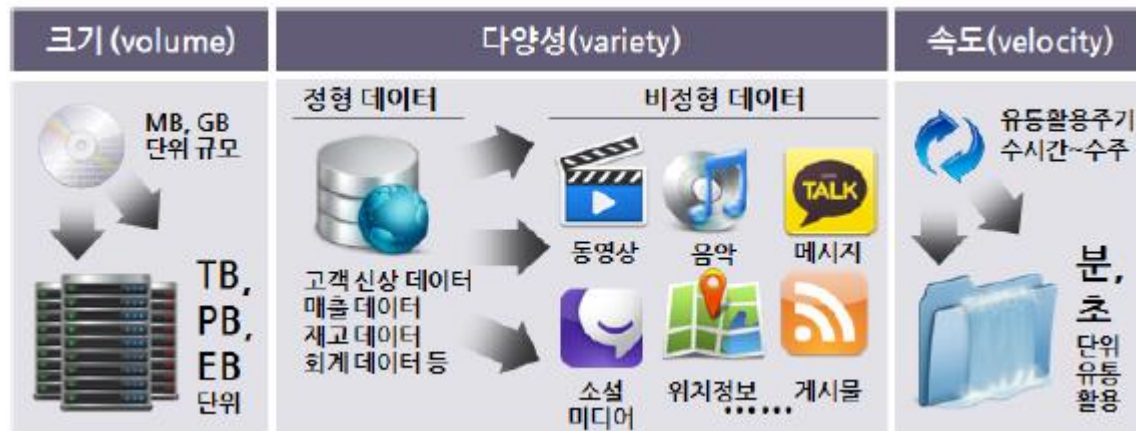 크기(volume)
MB, GB
단위 규모
TB,
PB,
EB
단위
다양성(variety)
정형 데이터
고객 신상 데이터
매출 데이터
재고 데이터
회계 데이터 등
비정형 데이터
TALK
동영상
음악
메시지
소셜
미디어
위치정보
게시물
······
속도(velocity)
유통활용주기
수시간~수주
분,
초
단위
유통
활용